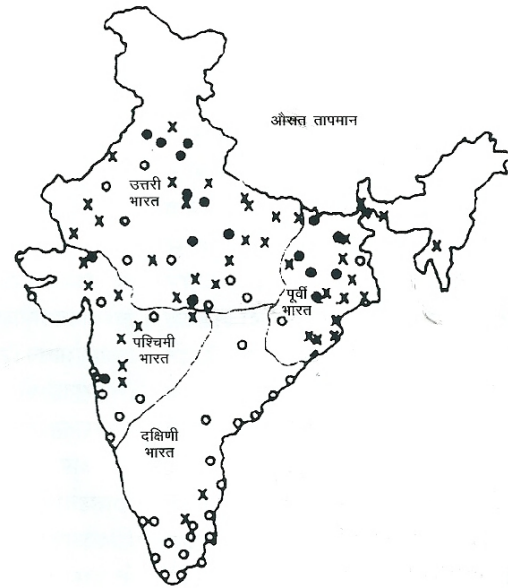 औसत तापमान
उत्तरी
भारत
पूर्वी
भारत
पश्चिमी
भारत
दक्षिणी
भारत